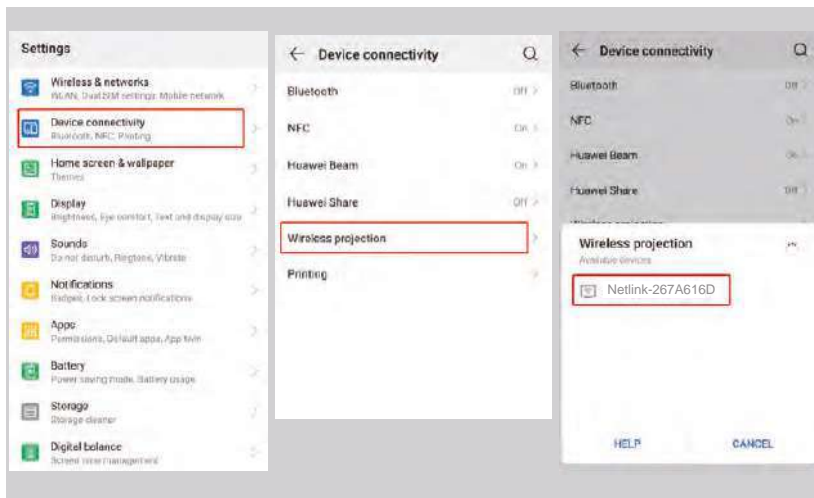 Settings
Wireless & networks
WLAN, Dual SIM settings, Mobile network
Device connectivity
Bluetooth, NFC, Printing
Home screen & wallpaper
Themes
Display
Brightness, Eye comfort, Text and display size
Sounds
Do not disturb, Ringtone, Vibrate
Notifications
Badges, Lock screen notifications
Apps
Permissions, Default apps, App twin
Battery
Power saving mode, Battery usage
Storage
Storage cleaner
Digital balance
Screen time management
Device connectivity
Bluetooth Off
NFC On
Huawei Beam On
Huawei Share Off
Wireless projection
Printing
Device connectivity
Bluetooth Off
NFC On
Huawei Beam On
Huawei Share Off
Wireless projection
Available devices
Netlink-267A616D
HELP CANCEL